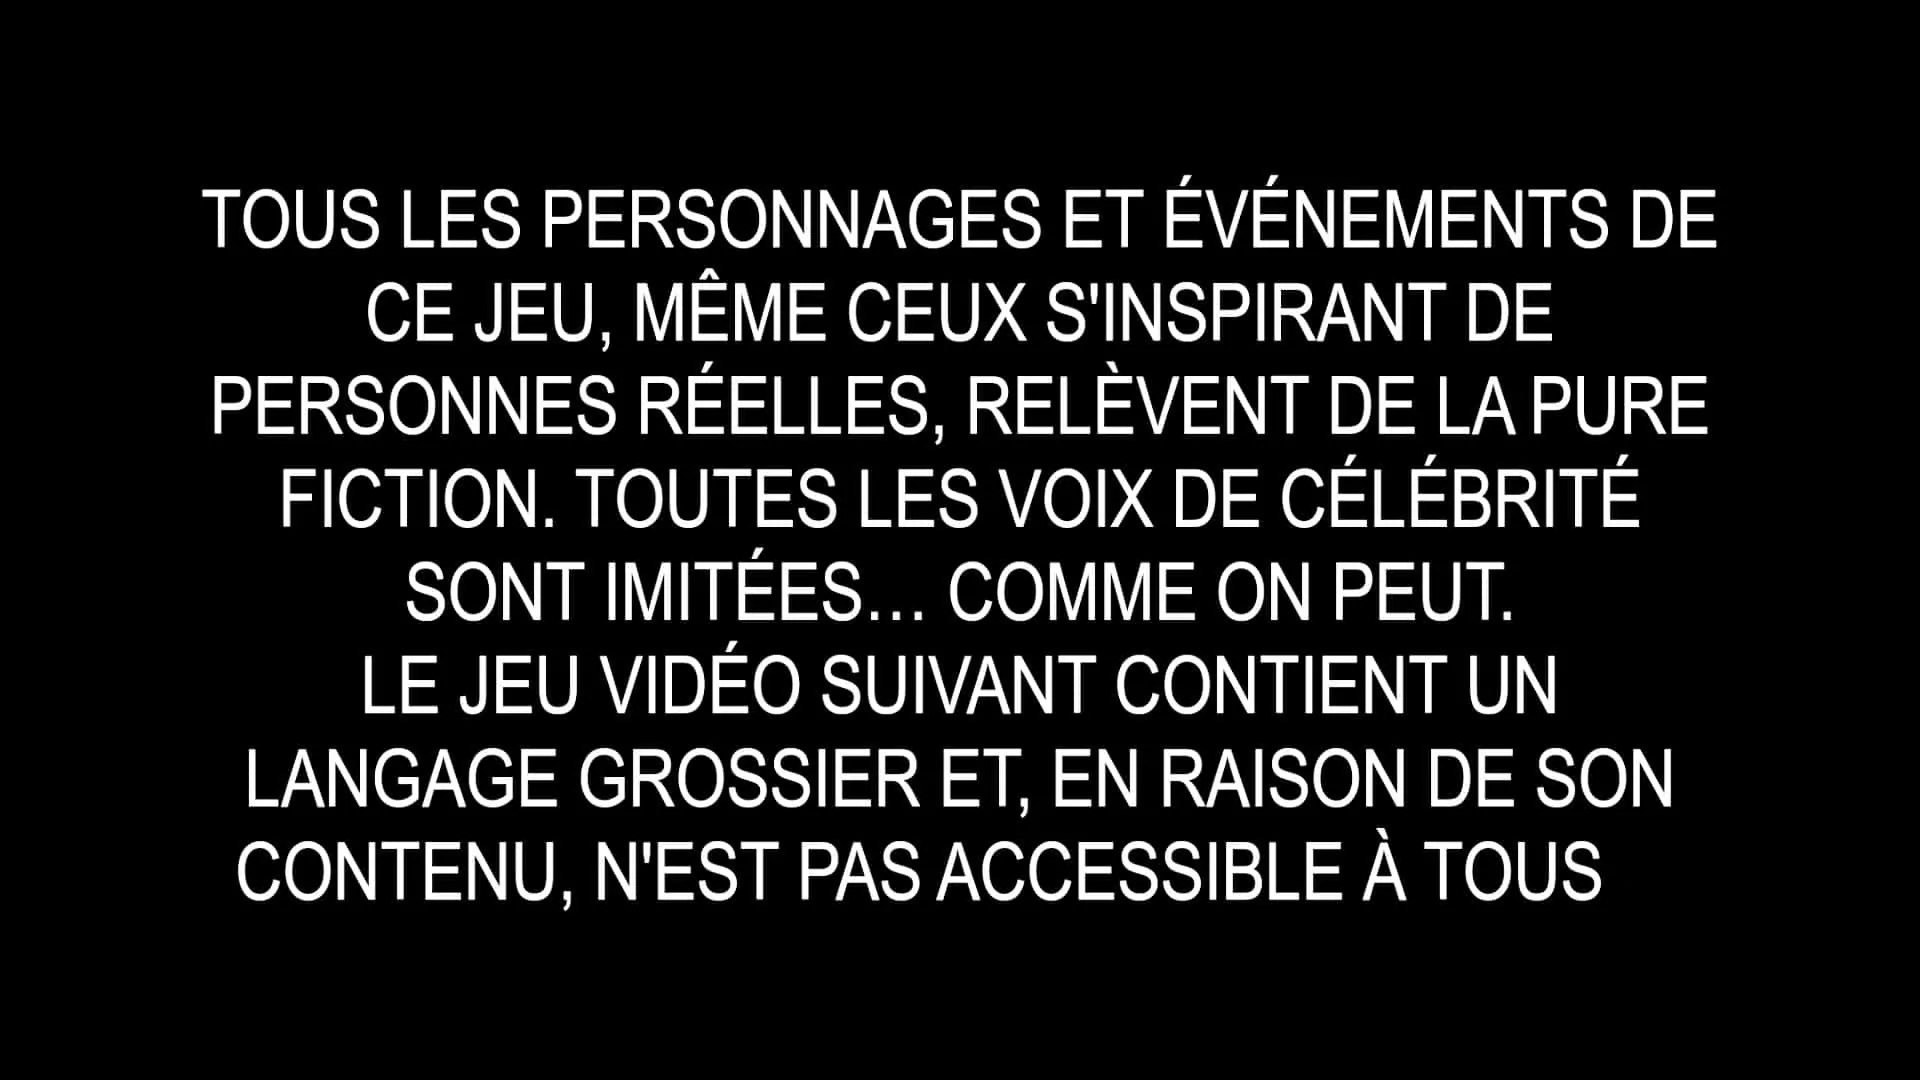 TOUS LES PERSONNAGES ET ÉVÉNEMENTS DE
CE JEU, MÊME CEUX S'INSPIRANT DE
PERSONNES RÉELLES, RELÈVENT DE LA PURE
FICTION. TOUTES LES VOIX DE CÉLÉBRITÉ
SONT IMITÉES… COMME ON PEUT.
LE JEU VIDÉO SUIVANT CONTIENT UN
LANGAGE GROSSIER ET, EN RAISON DE SON
CONTENU, N'EST PAS ACCESSIBLE À TOUS